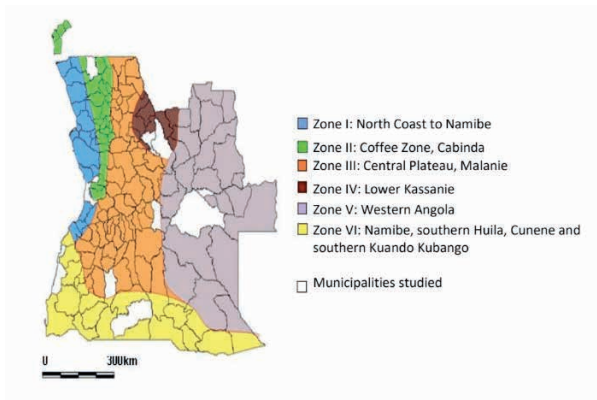 Zone I: North Coast to Namibe
Zone II: Coffee Zone, Cabinda
Zone III: Central Plateau, Malanie
Zone IV: Lower Kassanie
Zone V: Western Angola
Zone VI: Namibe, southern Huila, Cunene and
southern Kuando Kubango
Municipalities studied
0 300km